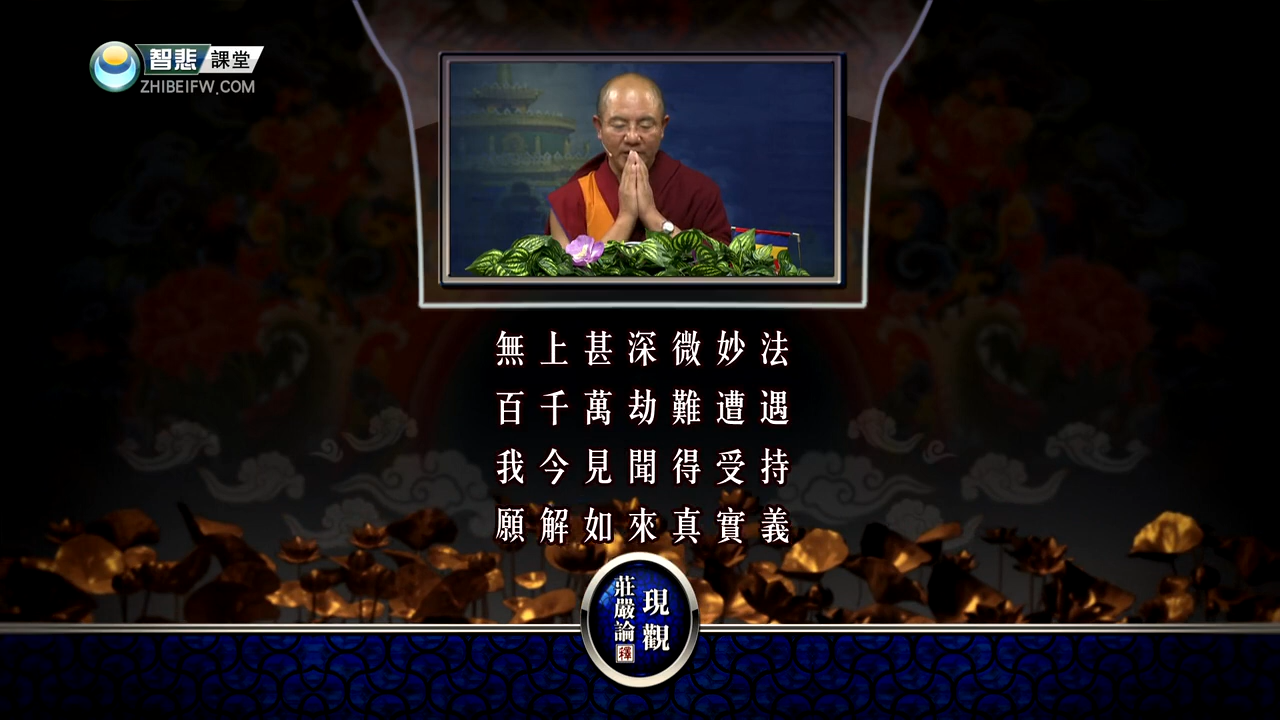 智悲課堂
ZHIBEIFW.COM
無上甚深微妙法
百千萬劫難遭遇
我今見聞得受持
願解如來真實義
現觀
莊嚴論釋